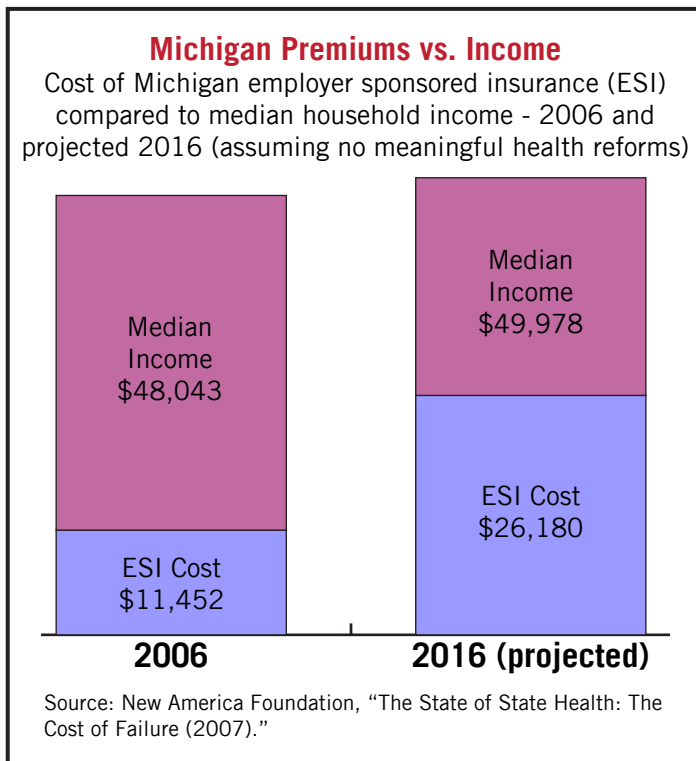 Michigan Premiums vs. Income
Cost of Michigan employer sponsored insurance (ESI)
compared to median household income - 2006 and
projected 2016 (assuming no meaningful health reforms)
Median
Income
$48,043
ESI Cost
$11,452
Median
Income
$49,978
ESI Cost
$26,180
2006
2016 (projected)
Source: New America Foundation, “The State of State Health: The
Cost of Failure (2007).”